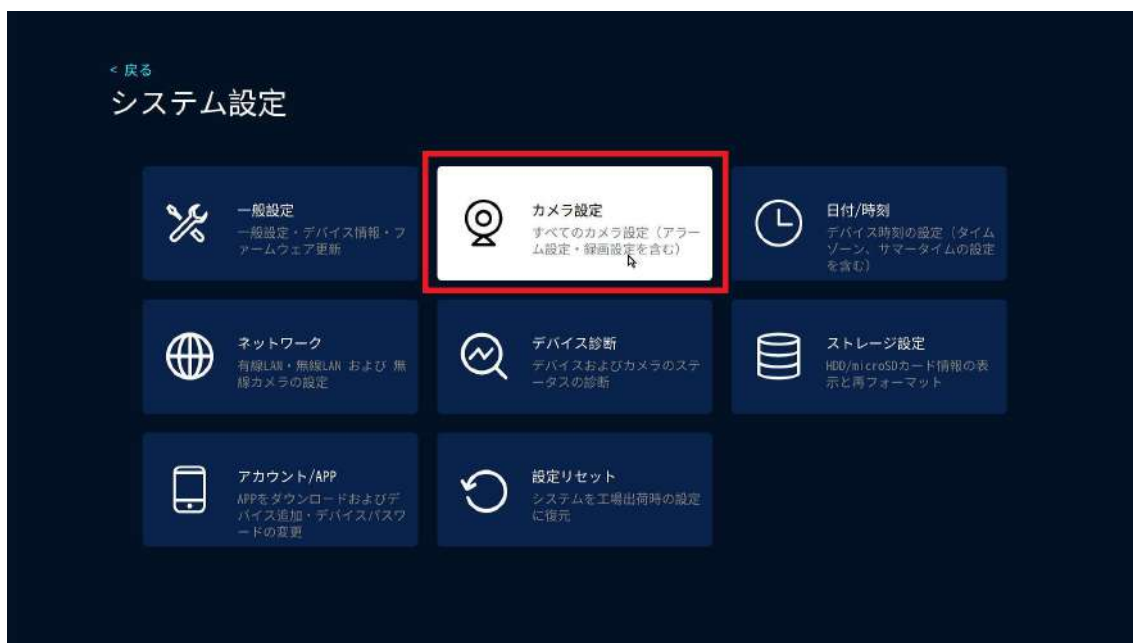 < 戻る
システム設定
一般設定
一般設定・デバイス情報・フ
ァームウェア更新
カメラ設定
すべてのカメラ設定（アラー
ム設定・録画設定を含む）
日付/時刻
デバイス時刻の設定（タイム
ゾーン、サマータイムの設定
を含む）
ネットワーク
有線LAN・無線LAN および 無
線カメラの設定
デバイス診断
デバイスおよびカメラのステ
ータスの診断
ストレージ設定
HDD/microSDカード情報の表
示と再フォーマット
アカウント/APP
APPをダウンロードおよびデ
バイス追加・デバイスパスワ
ードの変更
設定リセット
システムを工場出荷時の設定
に復元